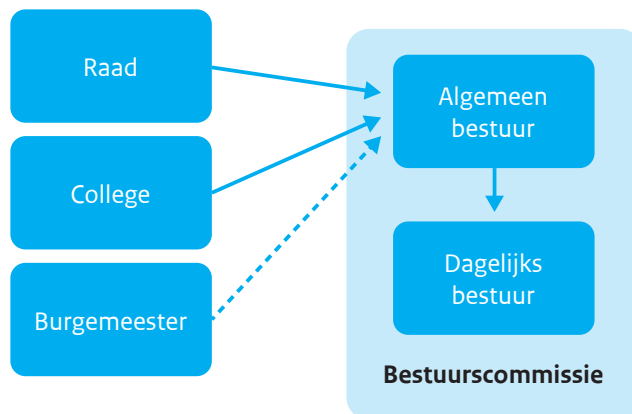 Raad
College
Burgemeester
Algemeen
bestuur
Dagelijks
bestuur
Bestuurscommissie